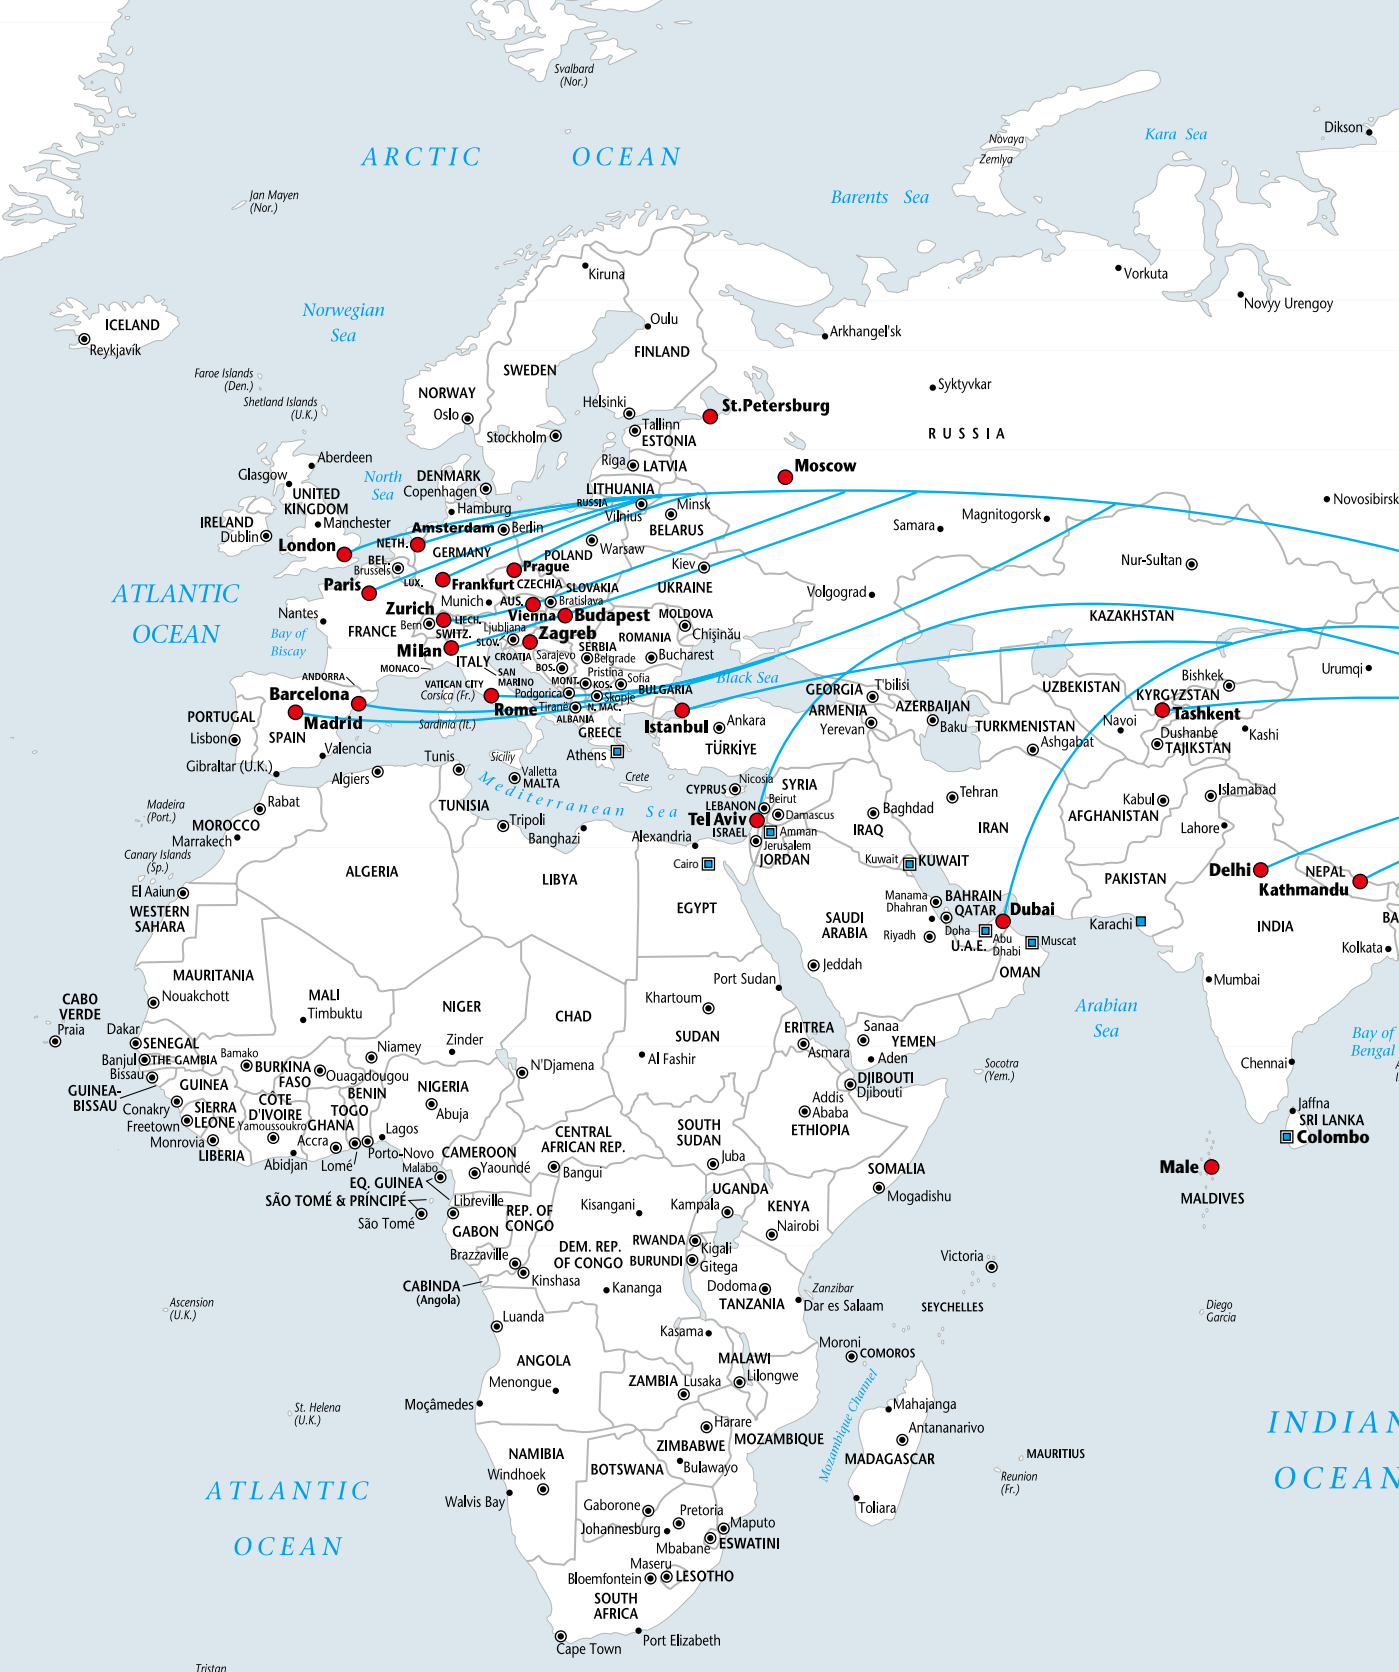 Svalbard
(Nor.)
Novaya
Zemlya
Kara Sea
Dikson
ARCTIC OCEAN
Barents Sea
Jan Mayen
(Nor.)
Kiruna
Vorkuta
Novyy Urengoy
Norwegian
Sea
ICELAND
Reykjavík
Oulu
Arkhangel'sk
FINLAND
SWEDEN
Faroe Islands
(Den.)
Shetland Islands
(U.K.)
NORWAY
Oslo
Syktyvkar
Helsinki
St.Petersburg
Tallinn
ESTONIA
Stockholm
RUSSIA
Aberdeen
Glasgow
North
Sea
DENMARK
Copenhagen
Riga
LATVIA
Moscow
LITHUANIA
RUSSIA
Vilnius
Minsk
BELARUS
UNITED
KINGDOM
Manchester
IRELAND
Dublin
Hamburg
Amsterdam
Berlin
Samara
Magnitogorsk
Novosibirsk
London
NETH.
GERMANY
POLAND
Warsaw
BEL.
Brussels
LUX.
Frankfurt
Prague
CZECHIA
SLOVAKIA
Kiev
UKRAINE
Nur-Sultan
Paris
Munich
AUS.
Bratislava
Vienna
Budapest
MOLDOVA
Chişinău
Volgograd
KAZAKHSTAN
ATLANTIC
OCEAN
Nantes
Bay of
Biscay
FRANCE
Zurich
Bern
LIECH.
SWITZ.
Ljubljana
SLOV.
Zagreb
Milan
ITALY
CROATIA
SERBIA
Belgrade
ROMANIA
Bucharest
Sarajevo
BOS.
MONACO
SAN
MARINO
MONT.
Pristina
KOS.
Sofia
BULGARIA
Black Sea
ANDORRA
VATICAN CITY
Corsica (Fr.)
Podgorica
Skopje
Tiranë
N. MAC.
ALBANIA
Rome
Barcelona
Madrid
PORTUGAL
SPAIN
Lisbon
Valencia
Gibraltar (U.K.)
Sardinia (It.)
GREECE
Athens
Istanbul
Ankara
TÜRKİYE
GEORGIA
T'bilisi
ARMENIA
Yerevan
AZERBAIJAN
Baku
UZBEKISTAN
TURKMENISTAN
Ashgabat
Navoi
Bishkek
KYRGYZSTAN
Tashkent
Dushanbe
TAJIKISTAN
Kashi
Urumqi
Tunis
Algiers
Siciliy
Valletta
MALTA
Mediterranean Sea
Crete
CYPRUS
Nicosia
SYRIA
LEBANON
Beirut
Damascus
Tel Aviv
ISRAEL
Amman
Jerusalem
JORDAN
Baghdad
IRAQ
Tehran
IRAN
Kabul
AFGHANISTAN
Islamabad
Lahore
Madeira
(Port.)
Rabat
MOROCCO
Marrakech
TUNISIA
Tripoli
Banghazi
Alexandria
Cairo
Kuwait
KUWAIT
Canary Islands
(Sp.)
El Aaiun
WESTERN
SAHARA
ALGERIA
LIBYA
EGYPT
Manama
Dhahran
BAHRAIN
QATAR
Doha
Dubai
U.A.E.
Abu
Dhabi
Muscat
OMAN
SAUDI
ARABIA
Riyadh
Jeddah
PAKISTAN
Karachi
Delhi
NEPAL
Kathmandu
INDIA
BA
Kolkata
Mumbai
MAURITANIA
Nouakchott
MALI
Timbuktu
NIGER
CHAD
Khartoum
Port Sudan
SUDAN
Al Fashir
ERITREA
Asmara
Sanaa
YEMEN
Aden
Socotra
(Yem.)
Arabian
Sea
Bay of
Bengal
Chennai
CABO
VERDE
Praia
Dakar
SENEGAL
Banjul
THE GAMBIA
Bissau
GUINEA-
BISSAU
Bamako
BURKINA
FASO
Ouagadougou
Niamey
Zinder
N'Djamena
NIGERIA
Abuja
BENIN
GUINEA
Conakry
SIERRA
LEONE
Freetown
CÔTE
D'IVOIRE
Yamoussoukro
TOGO
GHANA
Accra
Monrovia
LIBERIA
Abidjan
Lomé
Lagos
Porto-Novo
DJIBOUTI
Djibouti
Addis
Ababa
ETHIOPIA
SOUTH
SUDAN
Juba
CENTRAL
AFRICAN REP.
Bangui
CAMEROON
Yaoundé
Malabo
EQ. GUINEA
SÃO TOMÉ & PRÍNCIPÉ
São Tomé
Libreville
GABON
REP. OF
CONGO
Brazzaville
Kinshasa
Kisangani
DEM. REP.
OF CONGO
Kananga
UGANDA
Kampala
KENYA
Nairobi
SOMALIA
Mogadishu
RWANDA
Kigali
BURUNDI
Gitega
Dodoma
TANZANIA
Zanzibar
Dar es Salaam
Jaffna
SRI LANKA
Colombo
Male
MALDIVES
Victoria
SEYCHELLES
Diego
Garcia
CABINDA
(Angola)
Ascension
(U.K.)
Luanda
ANGOLA
Menongue
Moçâmedes
Kasama
MALAWI
Lilongwe
ZAMBIA
Lusaka
Moroni
COMOROS
Mozambique Channel
Mahajanga
Antananarivo
MADAGASCAR
Toliara
St. Helena
(U.K.)
Harare
ZIMBABWE
MOZAMBIQUE
Bulawayo
MAURITIUS
Reunion
(Fr.)
INDIAN
OCEAN
ATLANTIC
OCEAN
NAMIBIA
Windhoek
Walvis Bay
BOTSWANA
Gaborone
Pretoria
Johannesburg
Maputo
Mbabane
ESWATINI
Maseru
Bloemfontein
LESOTHO
SOUTH
AFRICA
Cape Town
Port Elizabeth
Tristan